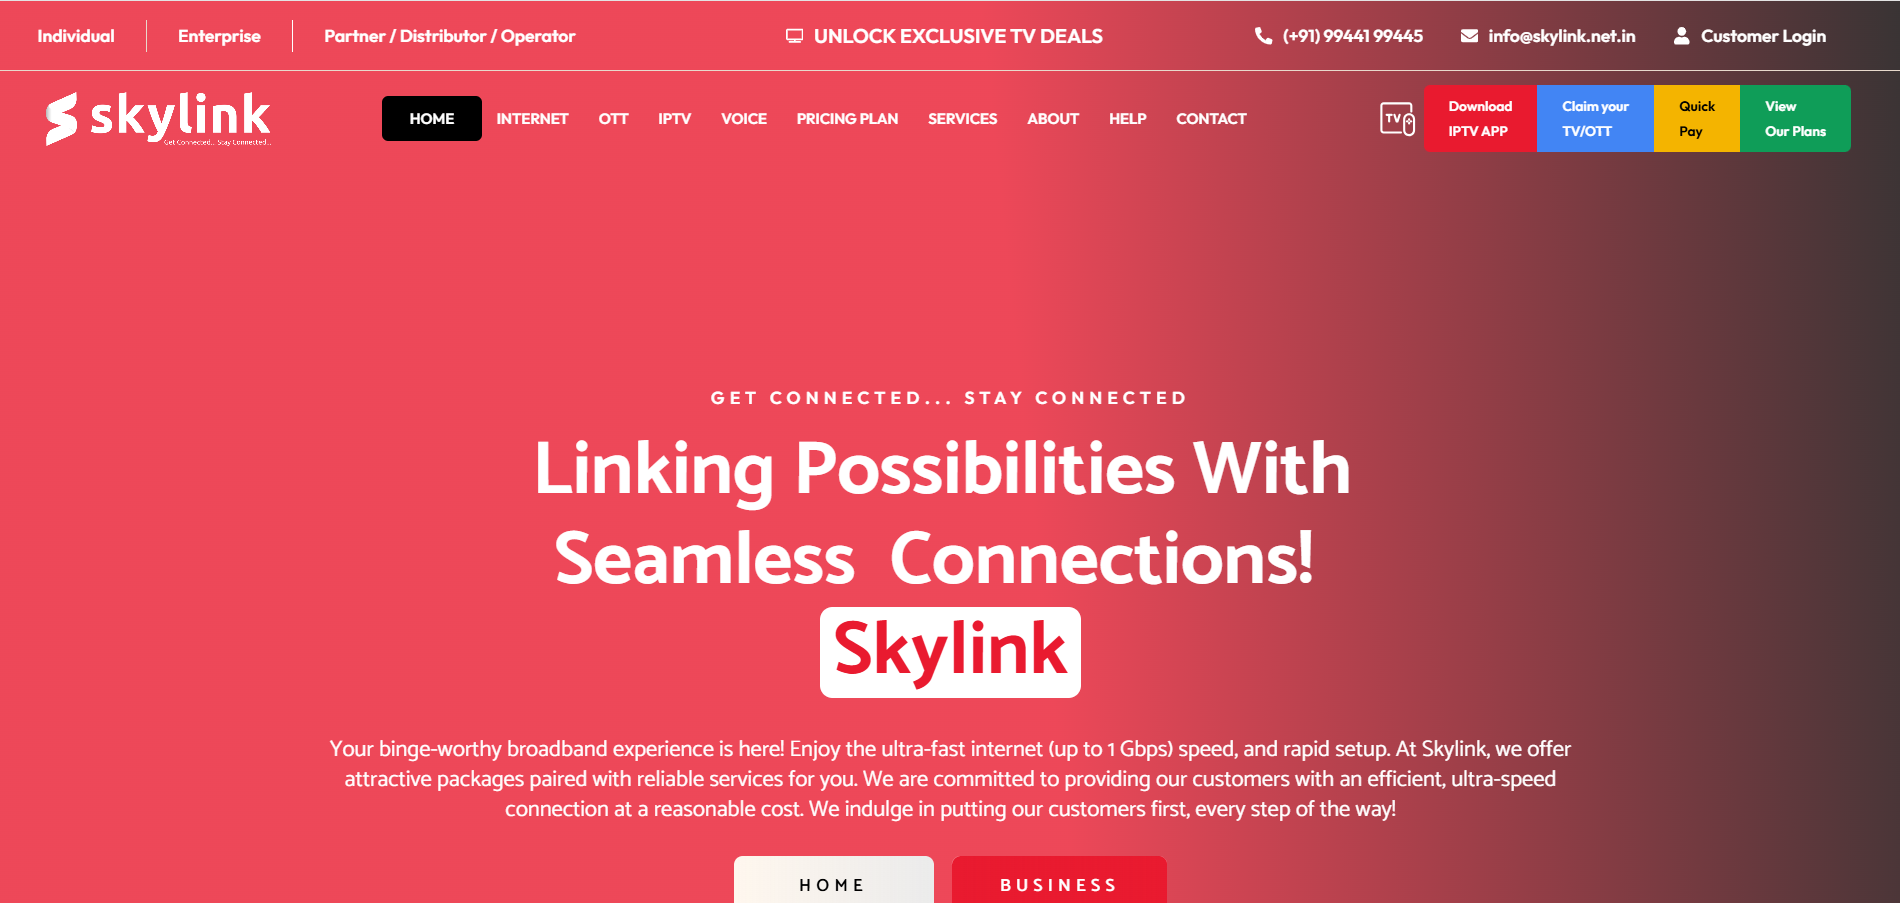 Individual
Enterprise
Partner / Distributor / Operator
UNLOCK EXCLUSIVE TV DEALS
(+91) 99441 99445
info@skylink.net.in
Customer Login
skylink
Get Connected.. Stay Connected...
HOME
INTERNET
OTT
IPTV
VOICE
PRICING PLAN
SERVICES
ABOUT
HELP
CONTACT
TV
Download
IPTV APP
Claim your
TV/OTT
Quick
Pay
View
Our Plans
GET CONNECTED... STAY CONNECTED
Linking Possibilities With
Seamless Connections!
Skylink
Your binge-worthy broadband experience is here! Enjoy the ultra-fast internet (up to 1 Gbps) speed, and rapid setup. At Skylink, we offer
attractive packages paired with reliable services for you. We are committed to providing our customers with an efficient, ultra-speed
connection at a reasonable cost. We indulge in putting our customers first, every step of the way!
HOME
BUSINESS